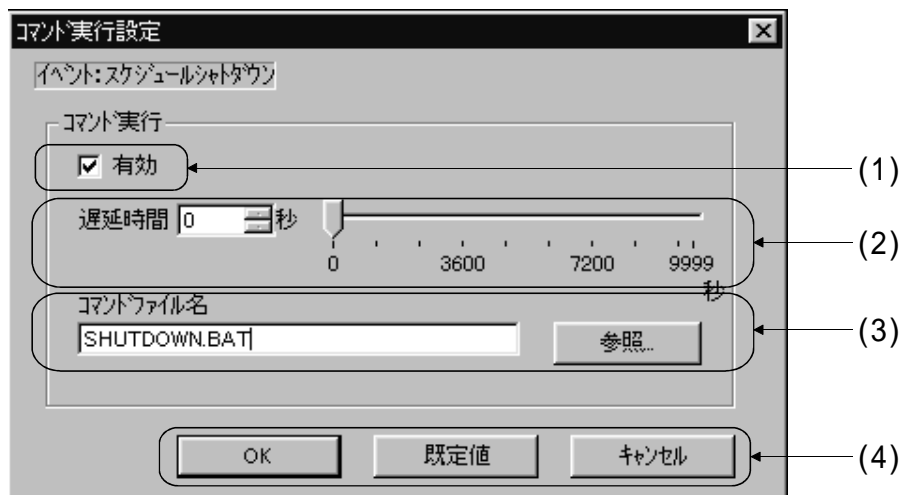 コマンド実行設定
イベント:スケジュールシャトダウン
コマンド実行
有効
(1)
遅延時間 0 秒
(2)
0 3600 7200 9999
秒
コマンドファイル名
SHUTDOWN.BAT 参照...
(3)
OK 既定値 キャンセル
(4)